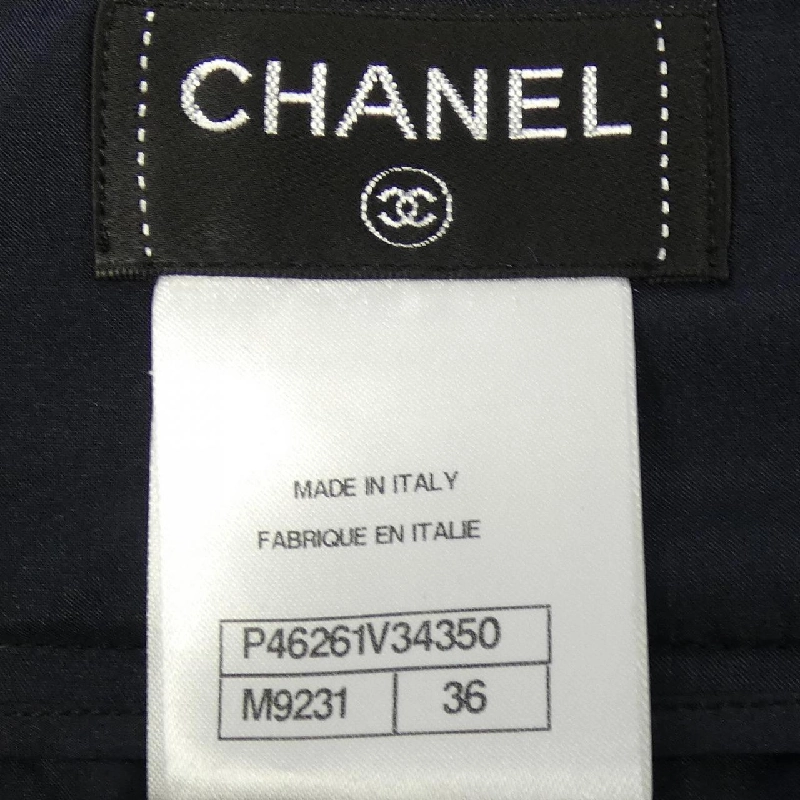 CHANEL
MADE IN ITALY
FABRIQUE EN ITALIE
P46261V34350
M9231 36